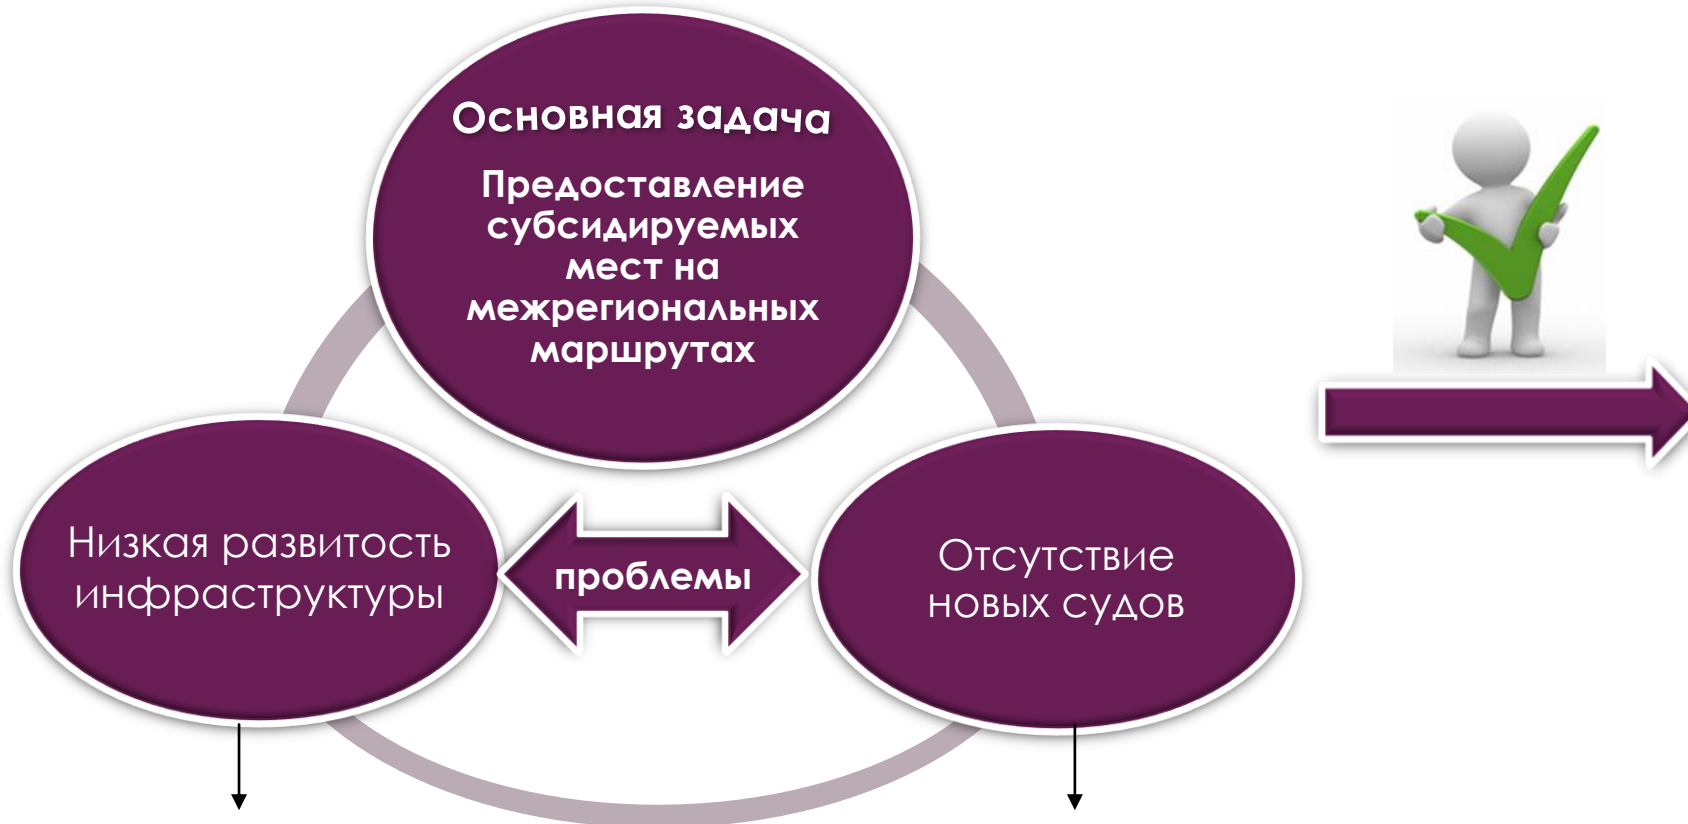 Основная задача
Предоставление
субсидируемых
мест на
межрегиональных
маршрутах
Низкая развитость
инфраструктуры
проблемы
Отсутствие
новых судов